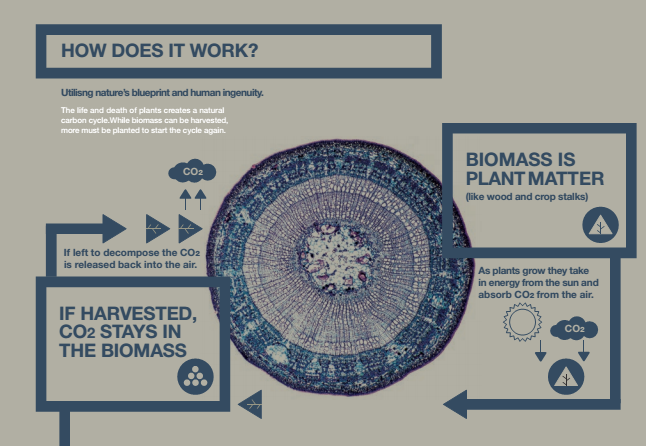 HOW DOES IT WORK?
Utilisng nature's blueprint and human ingenuity.
The life and death of plants creates a natural
carbon cycle.While biomass can be harvested,
more must be planted to start the cycle again.
CO2
If left to decompose the CO2
is released back into the air.
IF HARVESTED,
CO2 STAYS IN
THE BIOMASS
BIOMASS IS
PLANT MATTER
(like wood and crop stalks)
As plants grow they take
in energy from the sun and
absorb CO2 from the air.
CO2